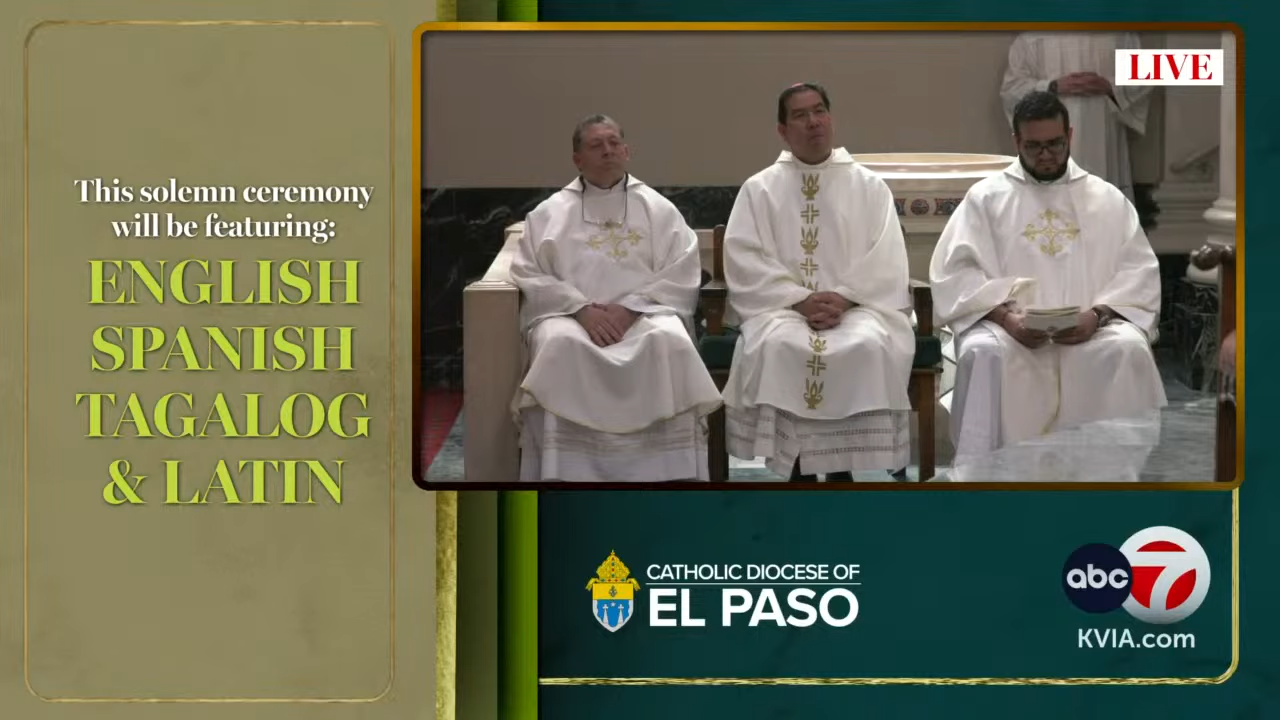 This solemn ceremony
will be featuring:
ENGLISH
SPANISH
TAGALOG
& LATIN
LIVE
CATHOLIC DIOCESE OF
EL PASO
abc 7
KVIA.com